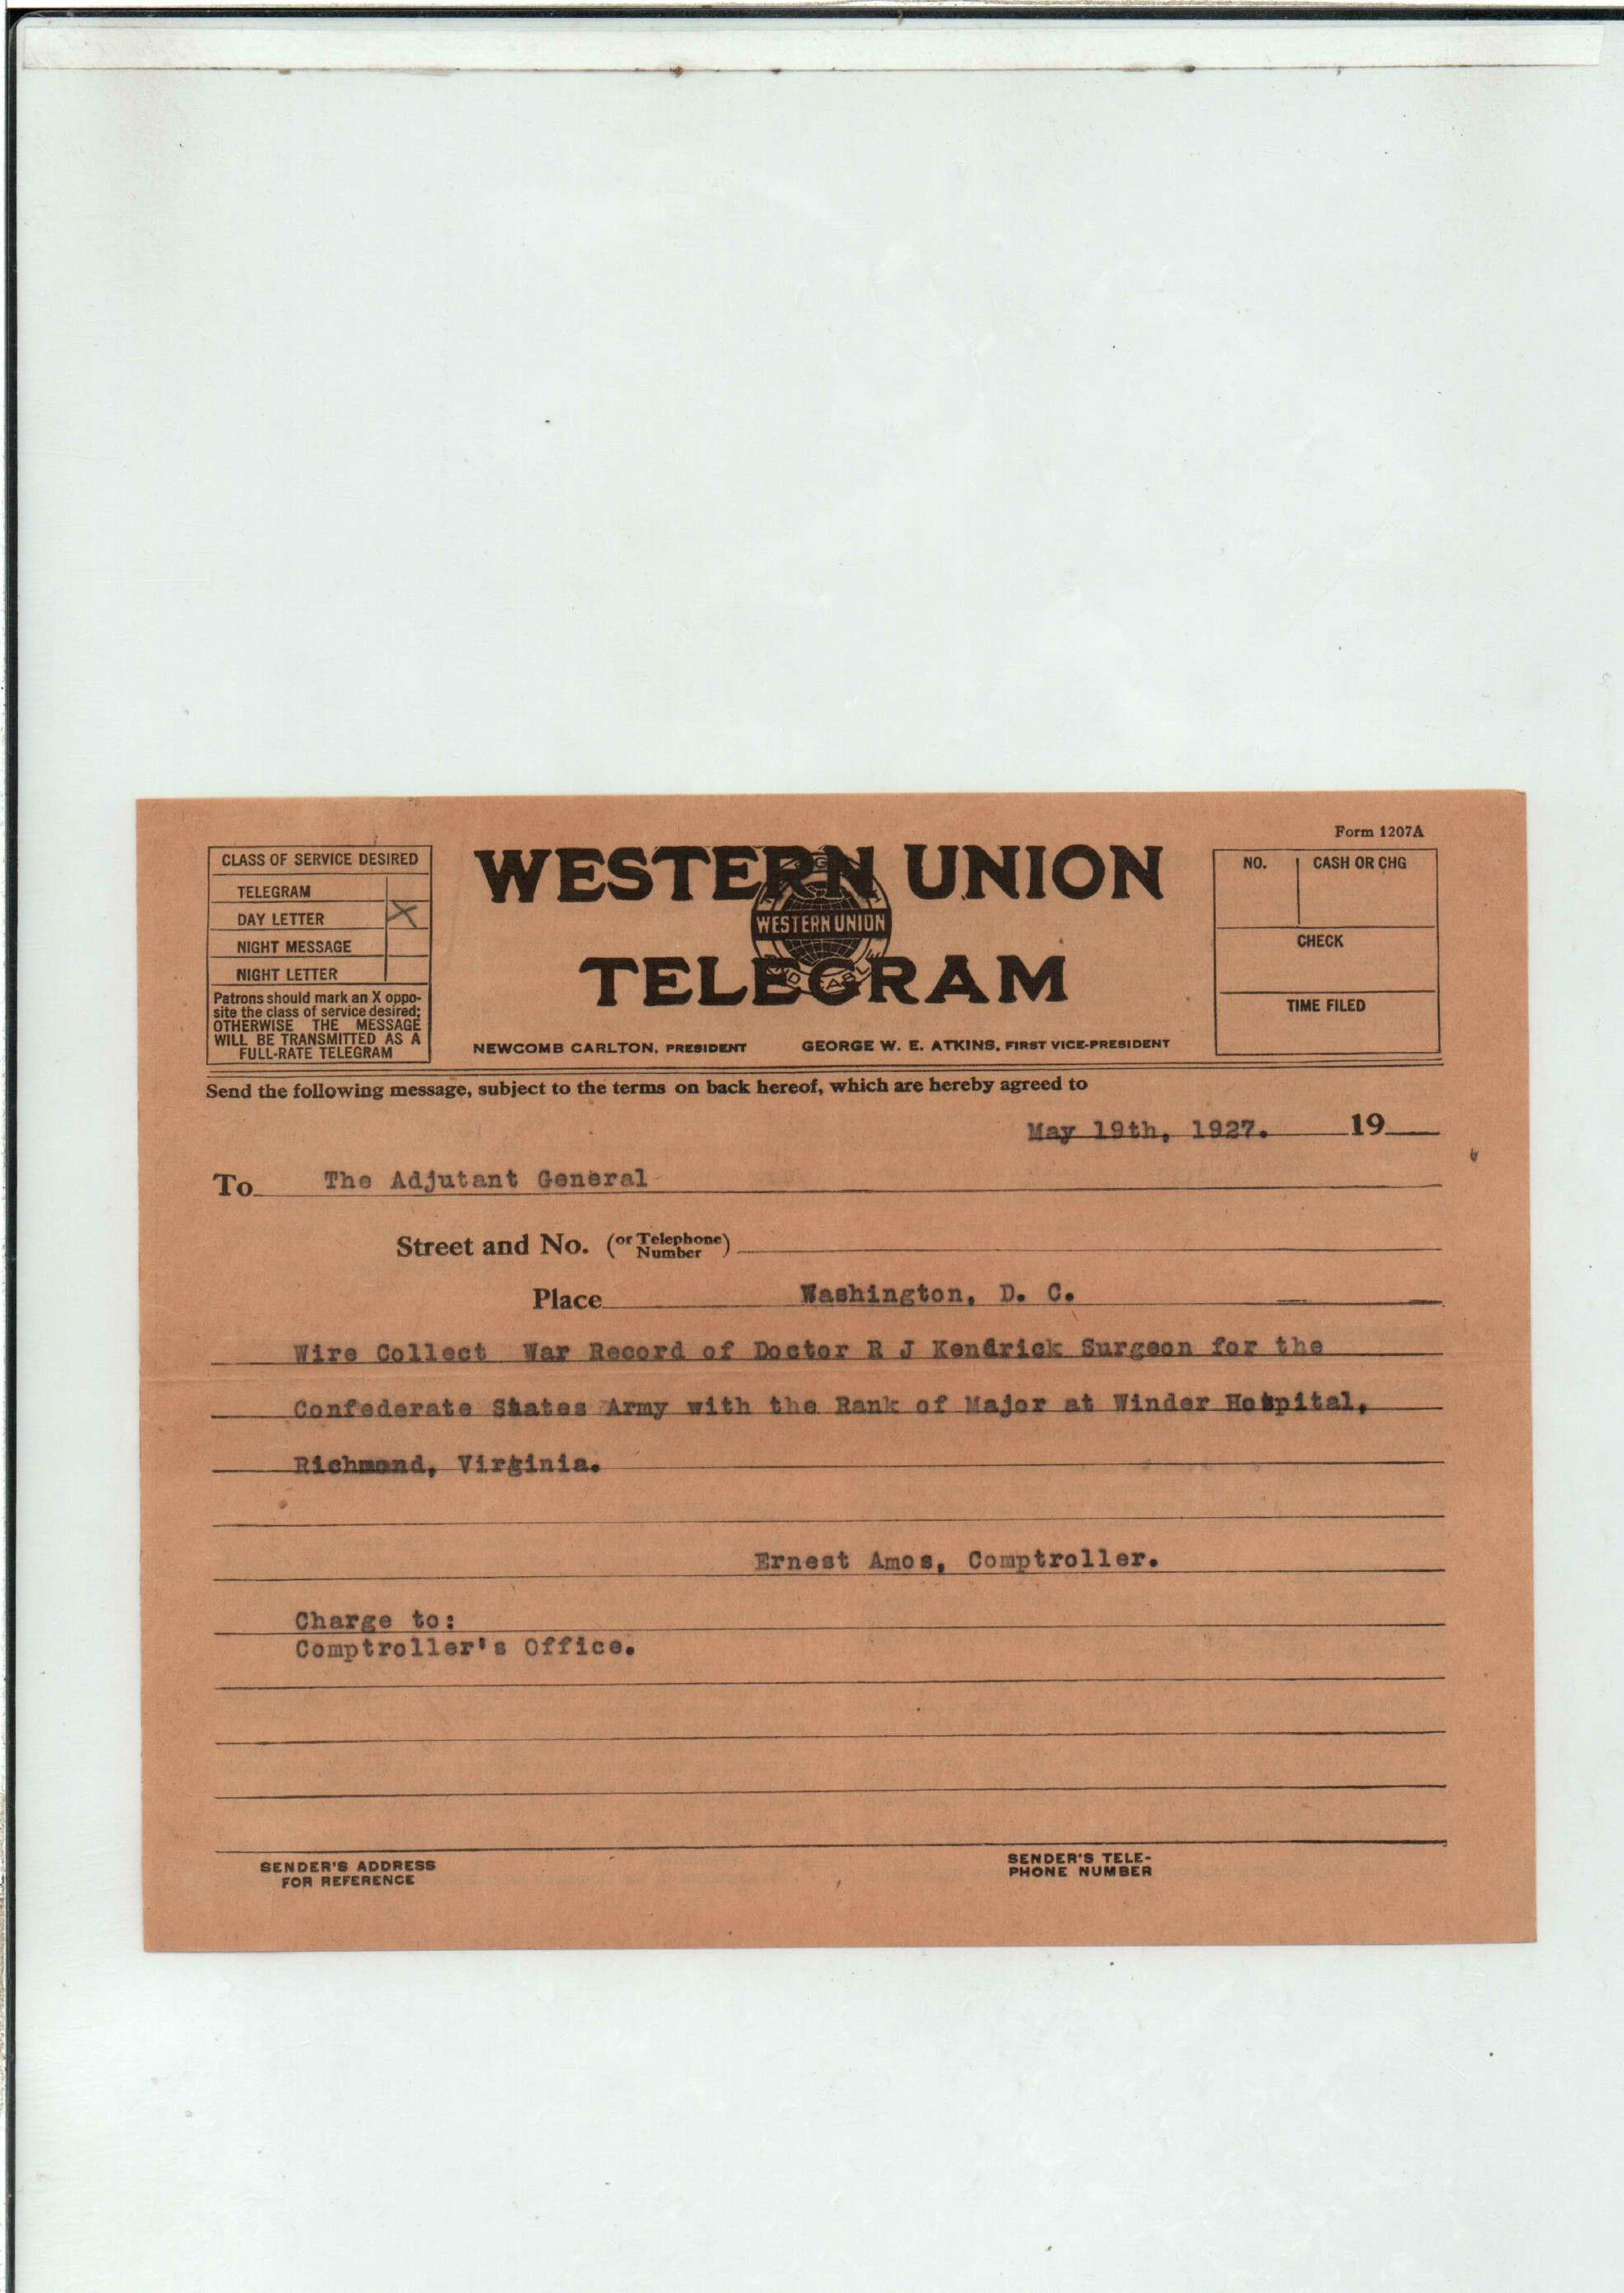 Form 1207A
CLASS OF SERVICE DESIRED
TELEGRAM
DAY LETTER X
NIGHT MESSAGE
NIGHT LETTER
Patrons should mark an X oppo-
site the class of service desired;
OTHERWISE THE MESSAGE
WILL BE TRANSMITTED AS A
FULL-RATE TELEGRAM
WESTERN UNION
WESTERN UNION
TELEGRAM
NEWCOMB CARLTON, PRESIDENT GEORGE W. E. ATKINS, FIRST VICE-PRESIDENT
NO. CASH OR CHG
CHECK
TIME FILED
Send the following message, subject to the terms on back hereof, which are hereby agreed to
May 19th, 1927. 19
To The Adjutant General
Street and No. (or Telephone Number)
Place Washington, D. C.
Wire Collect War Record of Doctor R J Kendrick Surgeon for the
Confederate States Army with the Rank of Major at Winder Hospital,
Richmond, Virginia.
Ernest Amos, Comptroller.
Charge to:
Comptroller's Office.
SENDER'S ADDRESS
FOR REFERENCE
SENDER'S TELE-
PHONE NUMBER